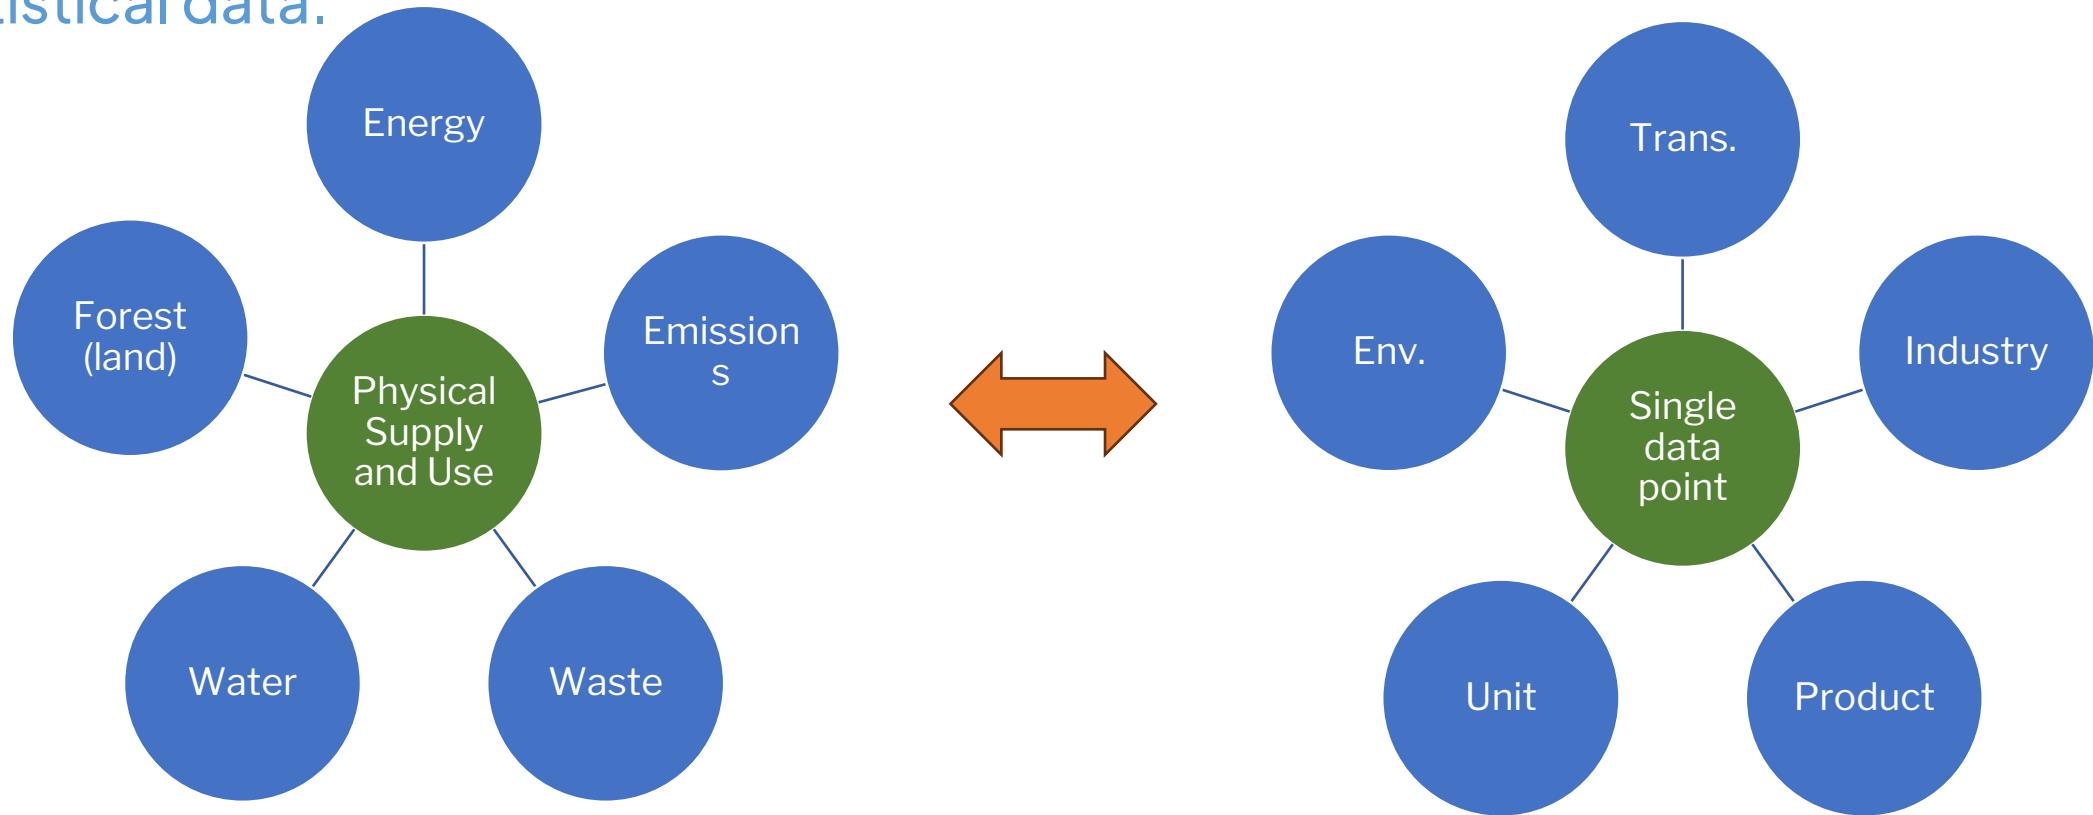 data.
Energy
Forest
(land)
Emission
s
Physical
Supply
and Use
Water
Waste
Trans.
Env.
Industry
Single
data
point
Unit
Product